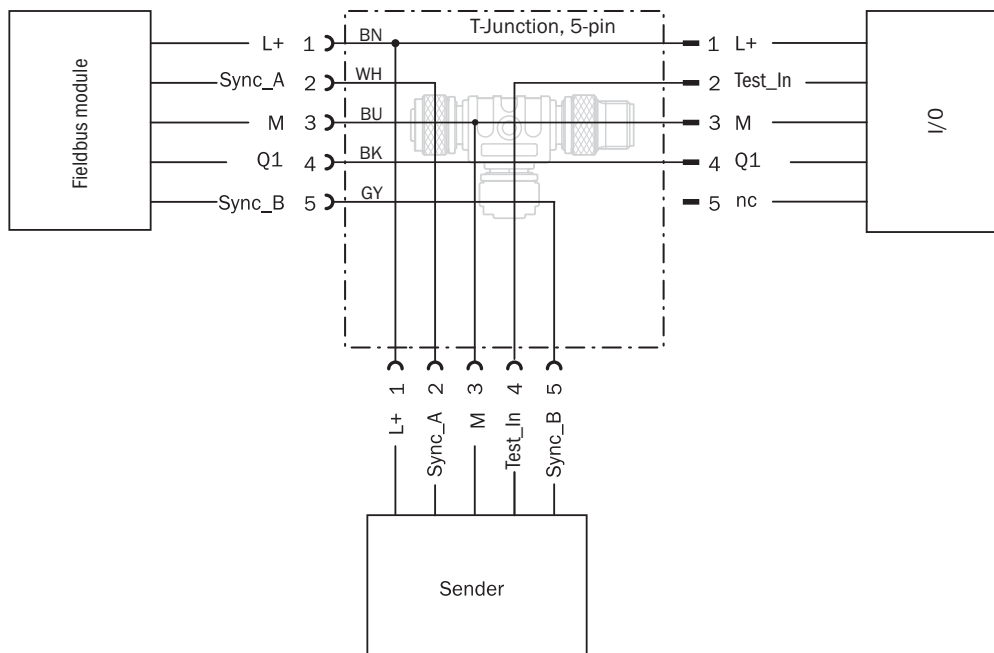 T-Junction, 5-pin
Fieldbus module
L+ 1 BN
Sync_A 2 WH
M 3 BU
Q1 4 BK
Sync_B 5 GY
1 L+
2 Test_In
3 M
4 Q1
5 nc
I/O
1 L+
2 Sync_A
3 M
4 Test_In
5 Sync_B
Sender